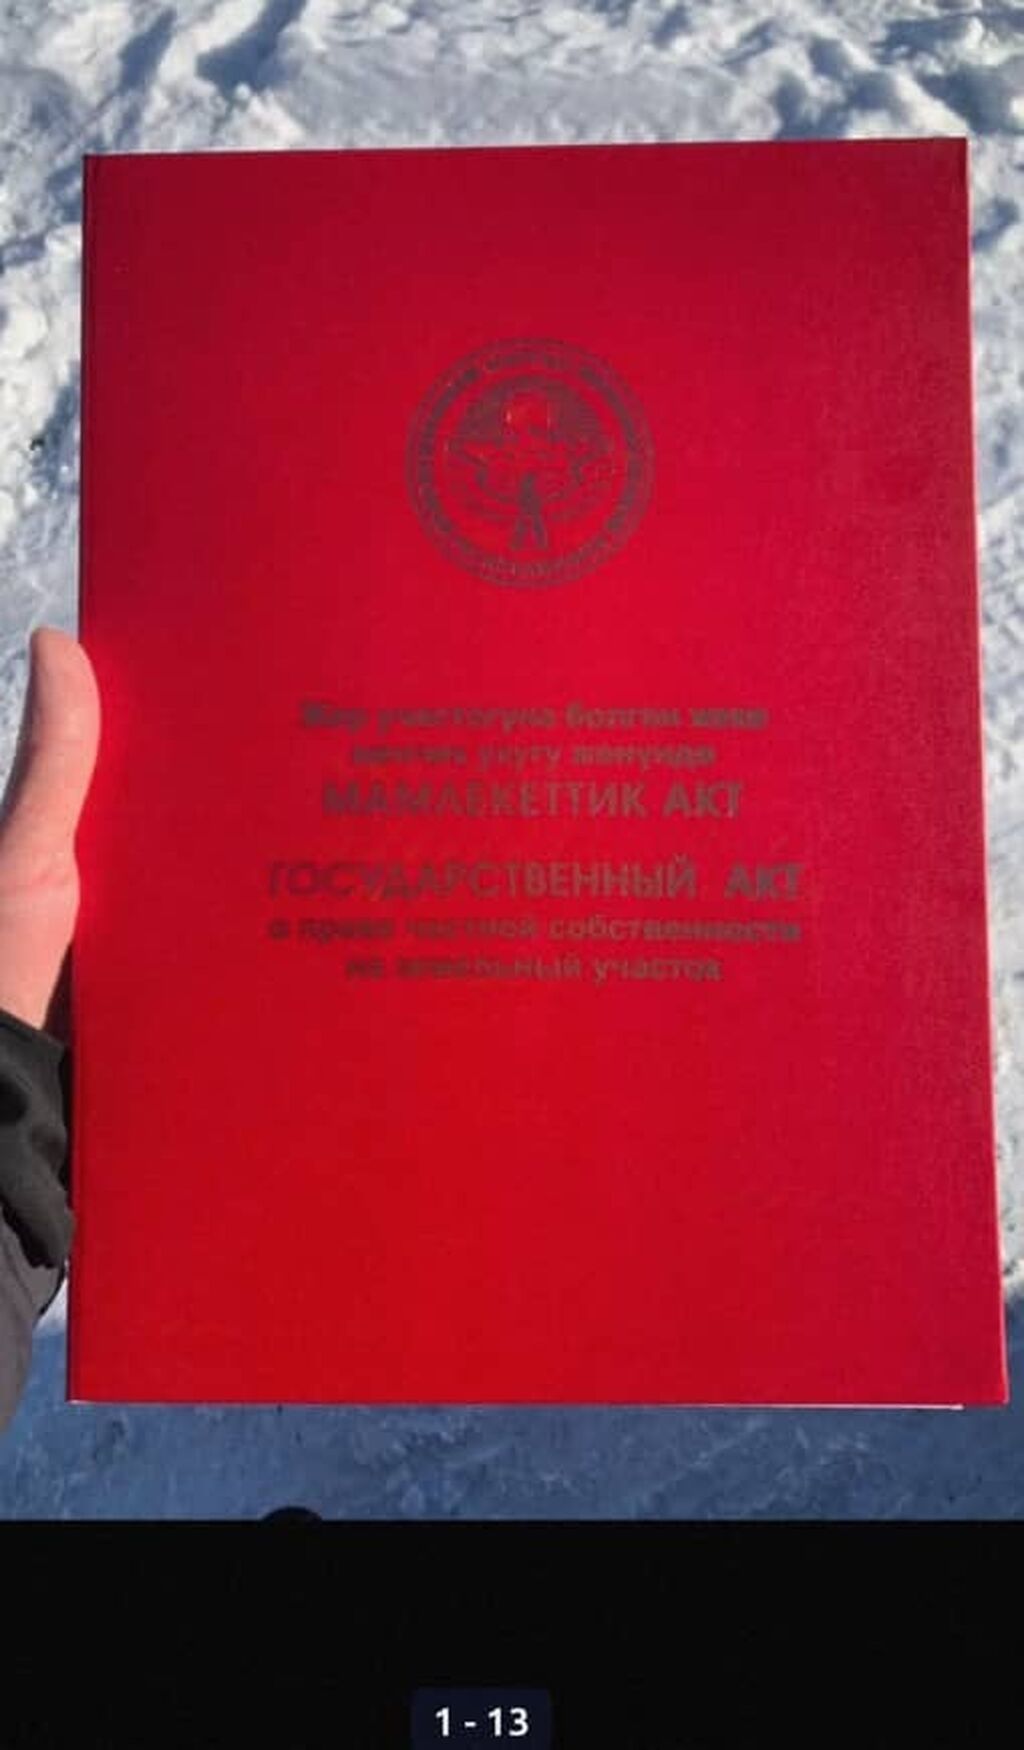 Жер участогуна болгон жеке
менчик укугу жөнүндө
МАМЛЕКЕТТИК АКТ
ГОСУДАРСТВЕННЫЙ АКТ
о праве частной собственности
на земельный участок
1 - 13